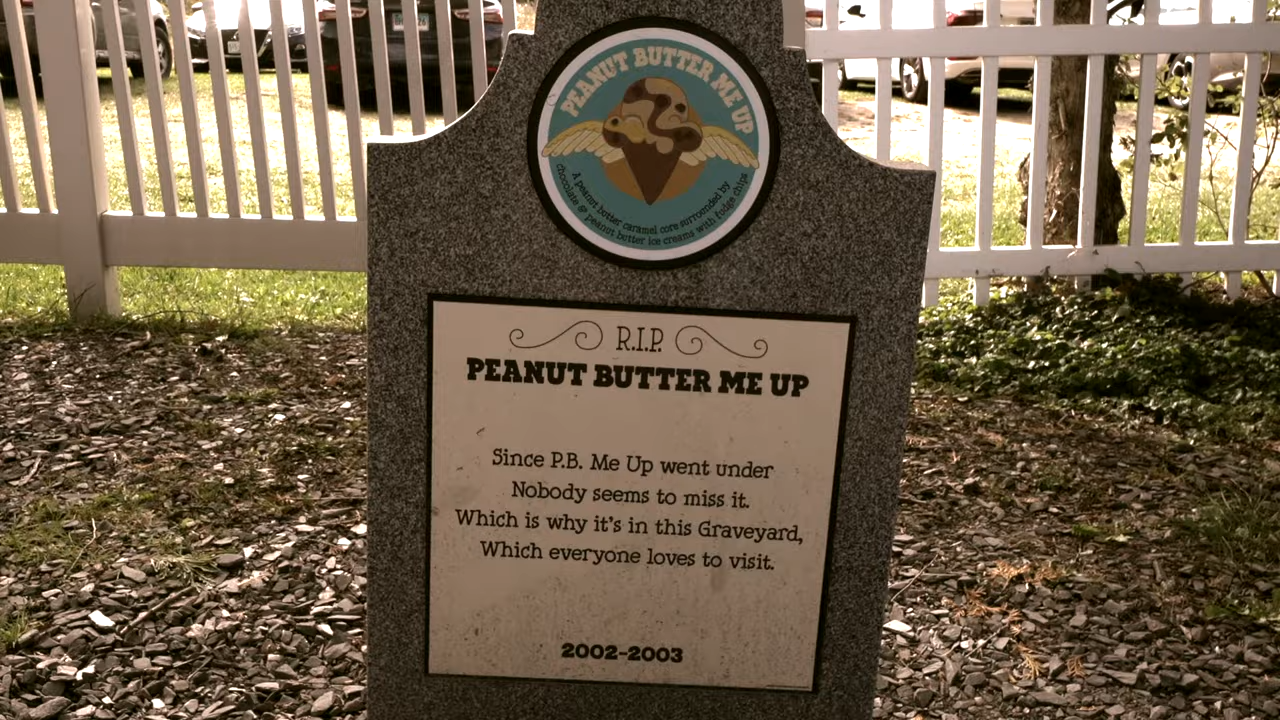 PEANUT BUTTER ME UP
A peanut butter caramel core surrounded by
chocolate & peanut butter ice creams with fudge chips
R.I.P.
PEANUT BUTTER ME UP
Since P.B. Me Up went under
Nobody seems to miss it.
Which is why it's in this Graveyard,
Which everyone loves to visit.
2002-2003